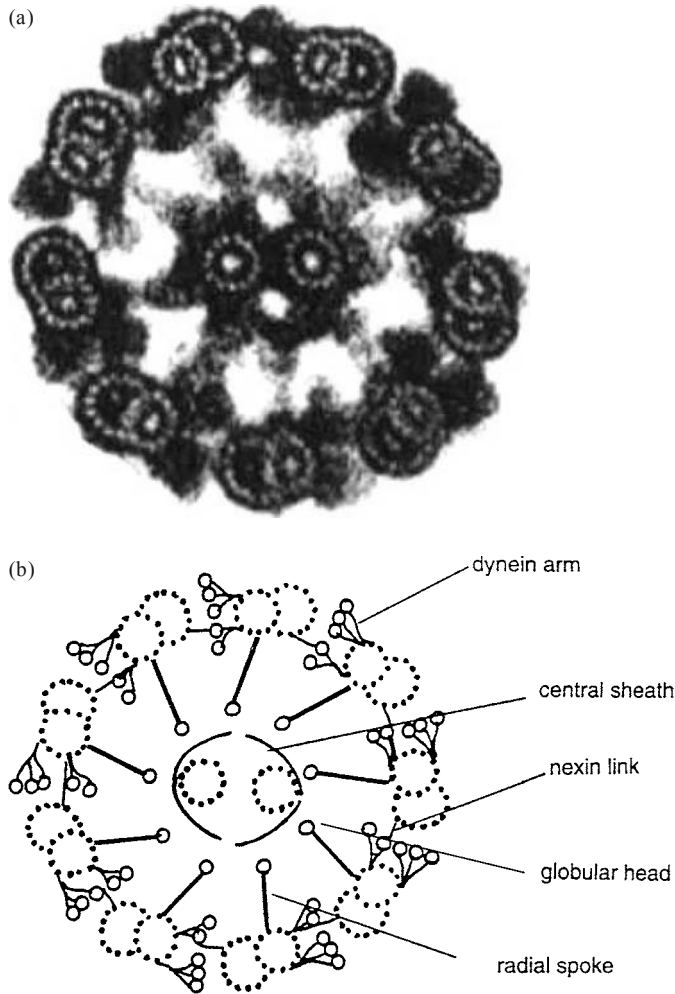 (a)
(b)
dynein arm
central sheath
nexin link
globular head
radial spoke